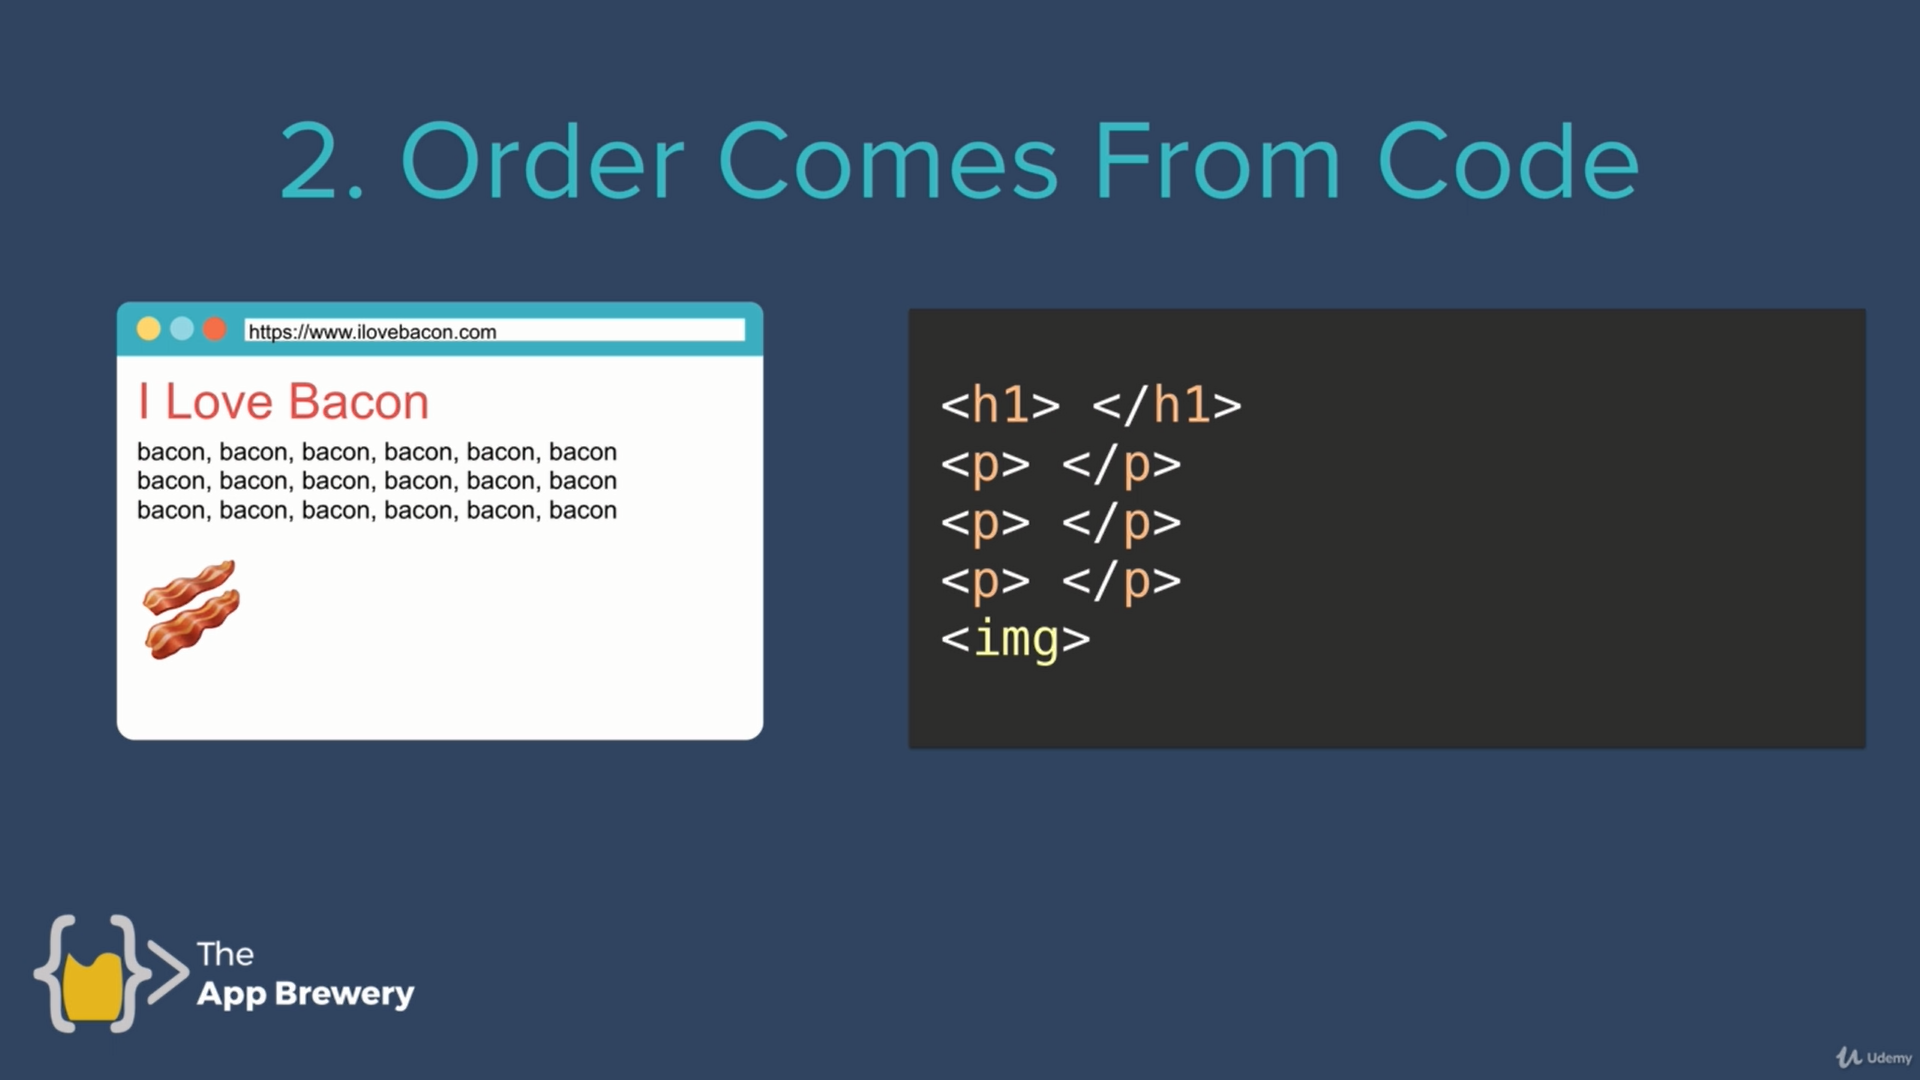 2. Order Comes From Code
https://www.ilovebacon.com
I Love Bacon
bacon, bacon, bacon, bacon, bacon, bacon
bacon, bacon, bacon, bacon, bacon, bacon
bacon, bacon, bacon, bacon, bacon, bacon
<h1> </h1>
<p> </p>
<p> </p>
<p> </p>
<img>
The
App Brewery
Udemy